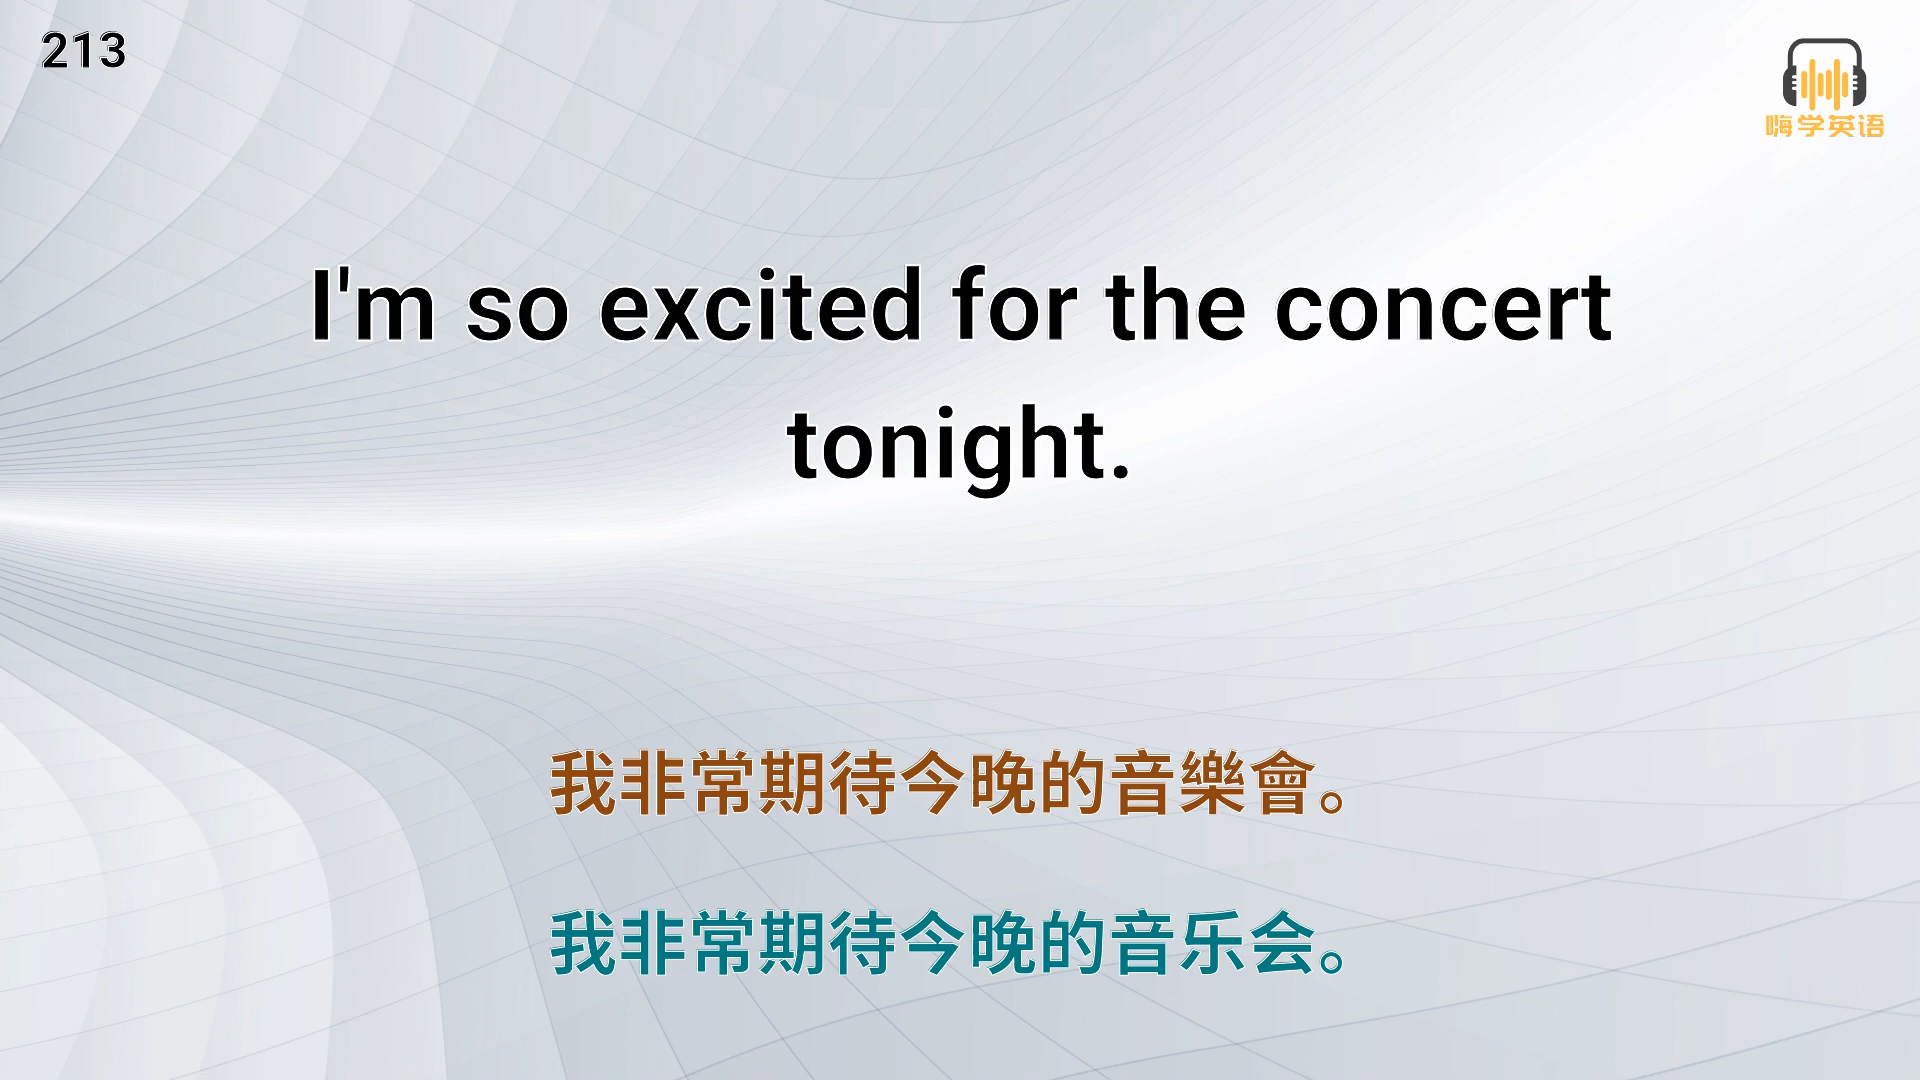 213
嗨学英语
I'm so excited for the concert
tonight.
我非常期待今晚的音樂會。
我非常期待今晚的音乐会。